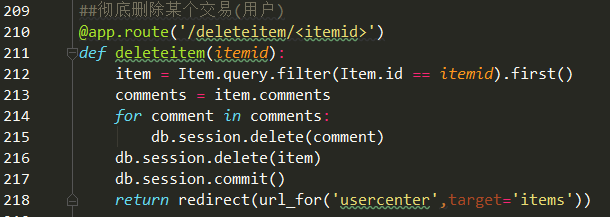 209 ##彻底删除某个交易(用户)
210 @app.route('/deleteitem/<itemid>')
211 def deleteitem(itemid):
212 item = Item.query.filter(Item.id == itemid).first()
213 comments = item.comments
214 for comment in comments:
215 db.session.delete(comment)
216 db.session.delete(item)
217 db.session.commit()
218 return redirect(url_for('usercenter',target='items'))